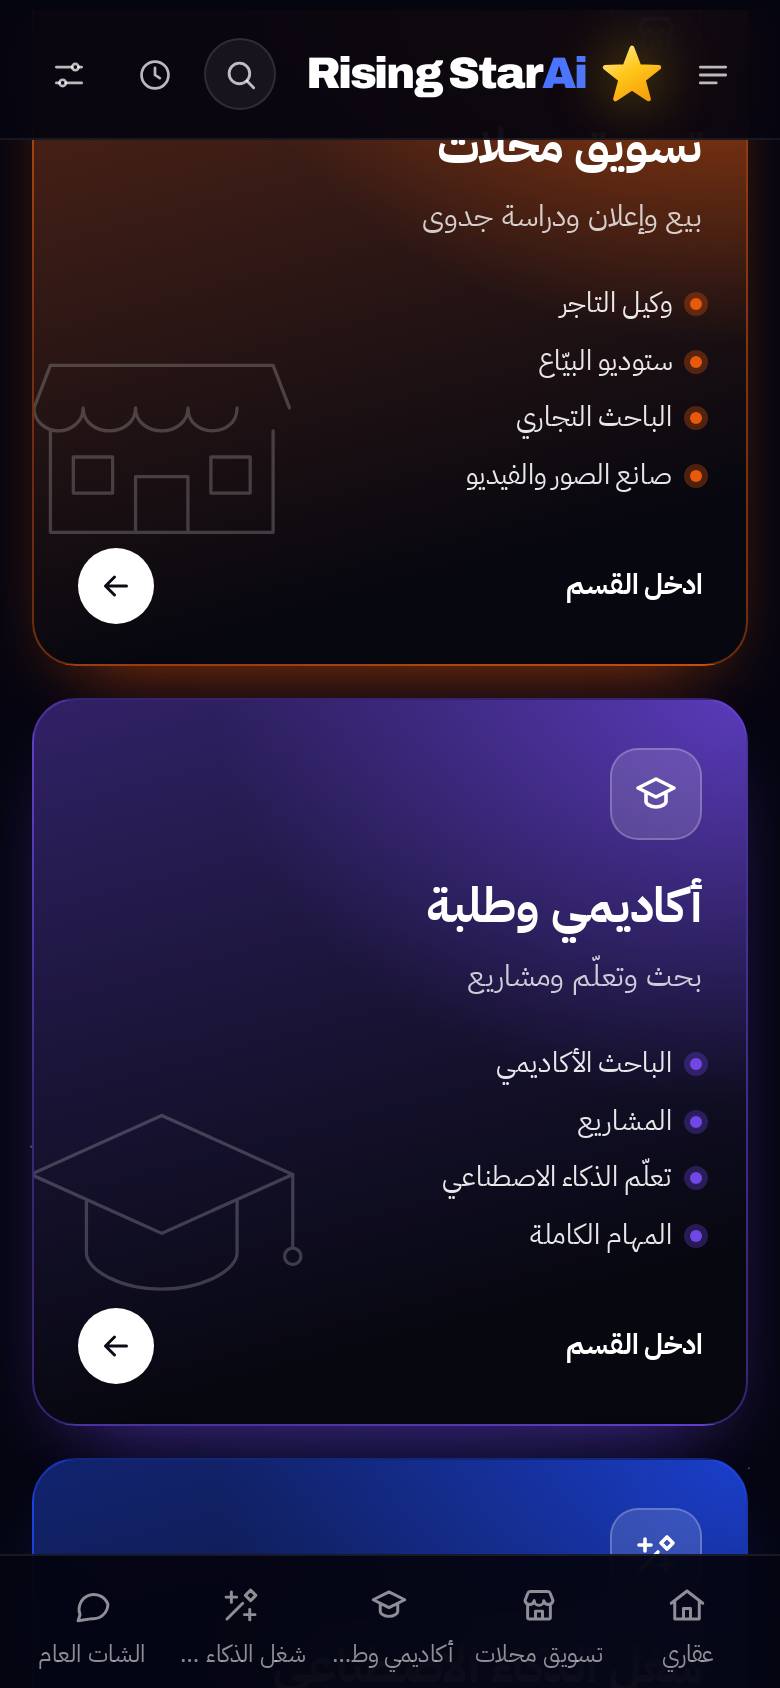 Rising StarAi
تسويق محلات
بيع وإعلان ودراسة جدوى
وكيل التاجر
ستوديو البيّاع
الباحث التجاري
صانع الصور والفيديو
ادخل القسم
أكاديمي وطلبة
بحث وتعلّم ومشاريع
الباحث الأكاديمي
المشاريع
تعلّم الذكاء الاصطناعي
المهام الكاملة
ادخل القسم
عقاري
تسويق محلات
أكاديمي وط...
شغل الذكاء ...
الشات العام